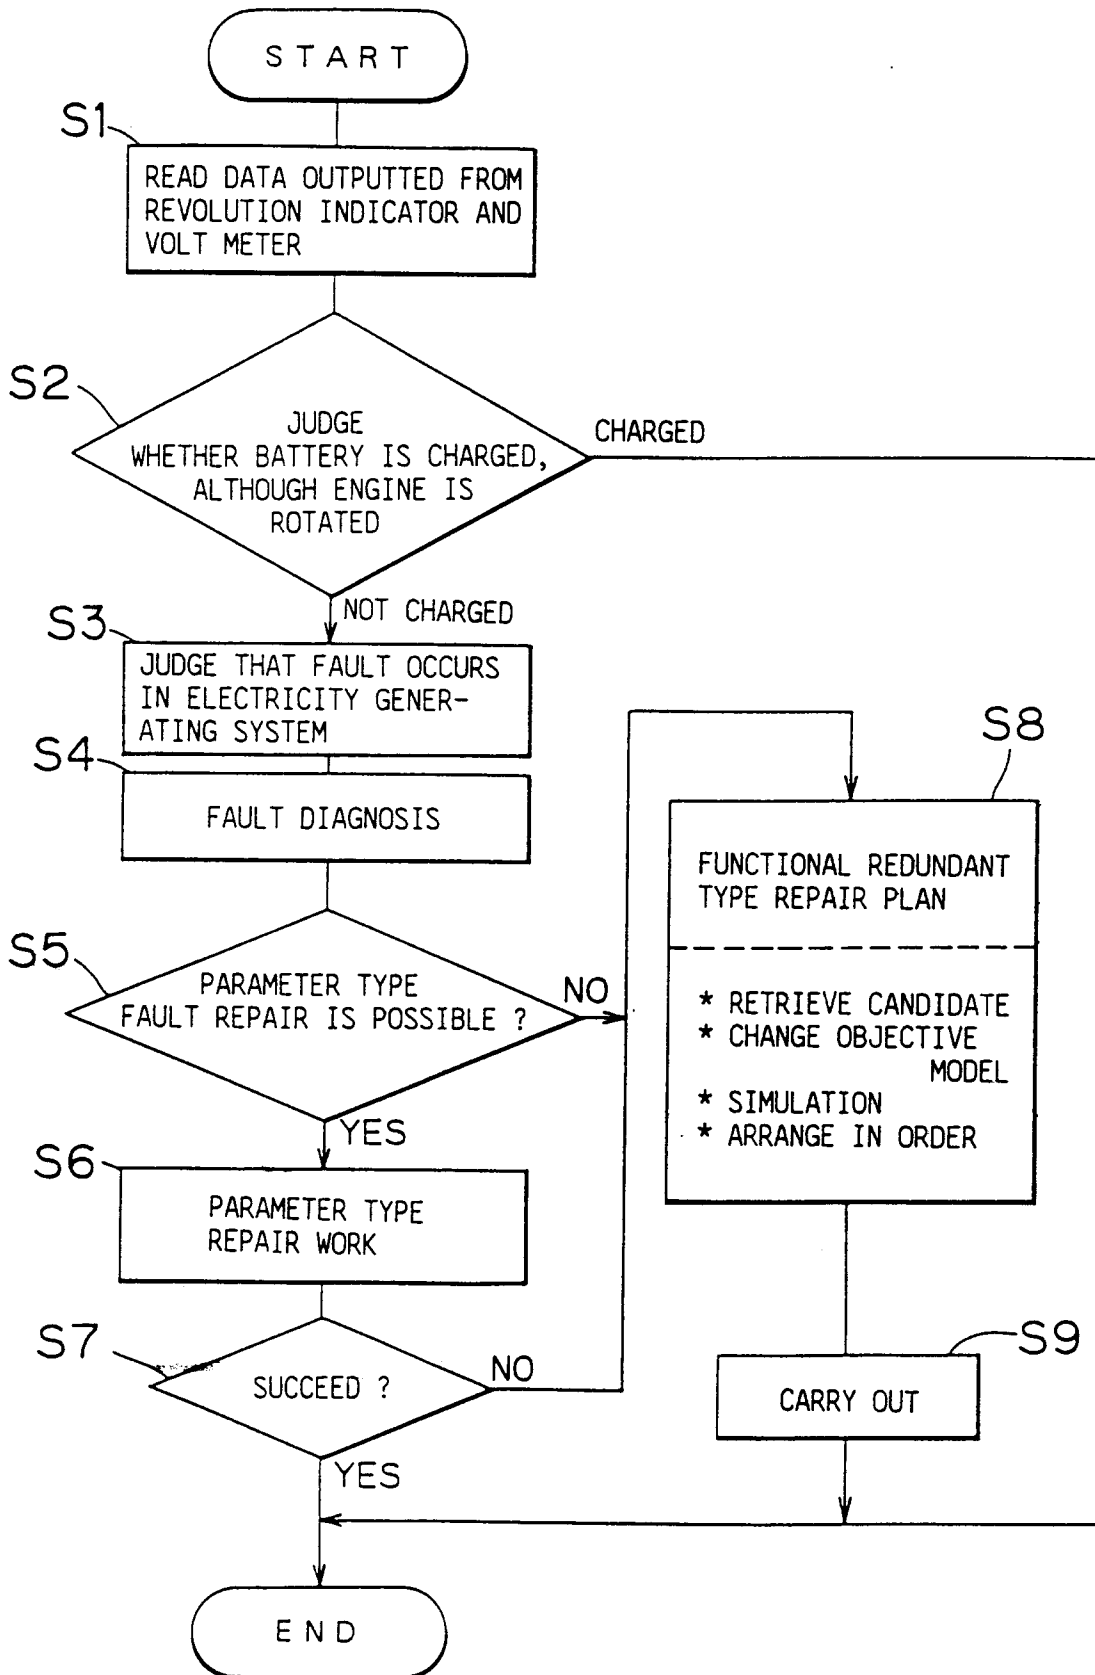 START
S1
READ DATA OUTPUTTED FROM
REVOLUTION INDICATOR AND
VOLT METER
S2
JUDGE
WHETHER BATTERY IS CHARGED,
ALTHOUGH ENGINE IS
ROTATED
CHARGED
NOT CHARGED
S3
JUDGE THAT FAULT OCCURS
IN ELECTRICITY GENER-
ATING SYSTEM
S4
FAULT DIAGNOSIS
S5
PARAMETER TYPE
FAULT REPAIR IS POSSIBLE ?
NO
YES
S6
PARAMETER TYPE
REPAIR WORK
S7
SUCCEED ?
NO
YES
S8
FUNCTIONAL REDUNDANT
TYPE REPAIR PLAN
* RETRIEVE CANDIDATE
* CHANGE OBJECTIVE
MODEL
* SIMULATION
* ARRANGE IN ORDER
S9
CARRY OUT
END